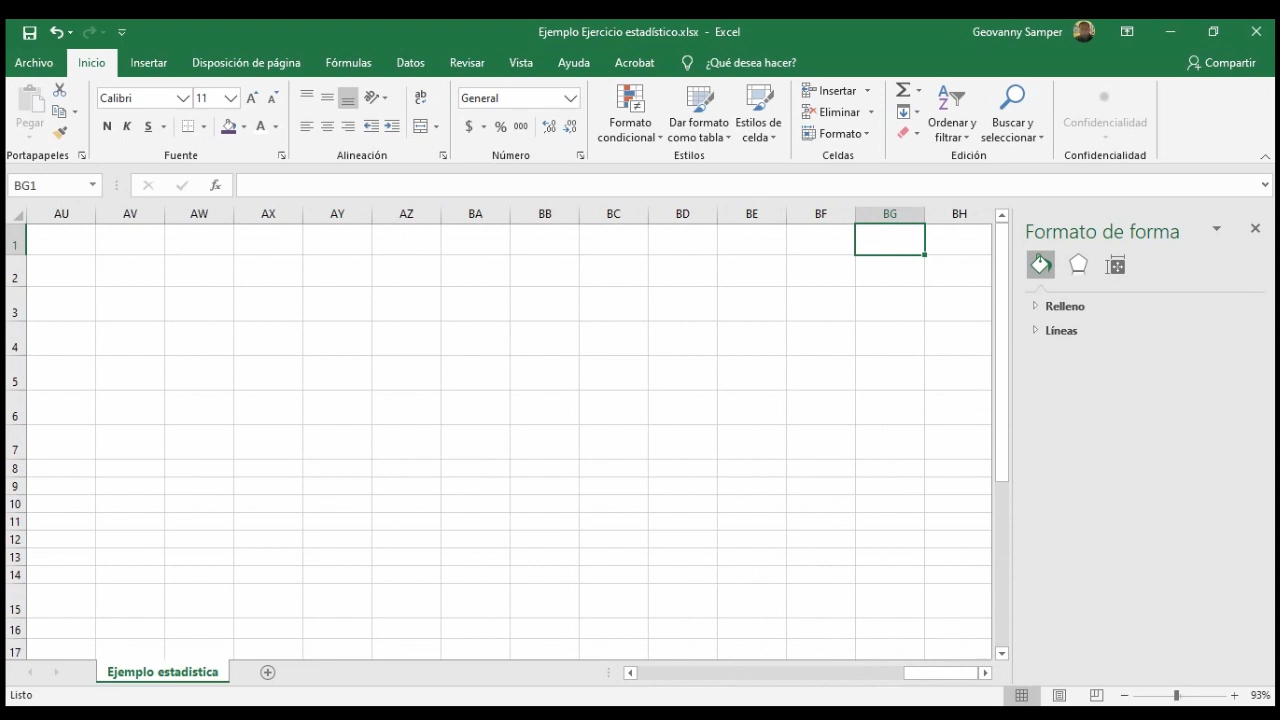 Ejemplo Ejercicio estadístico.xlsx - Excel
Geovanny Samper
Archivo Inicio Insertar Disposición de página Fórmulas Datos Revisar Vista Ayuda Acrobat ¿Qué desea hacer? Compartir
Pegar
Calibri 11
N K S A
ab
General
$ % 000
Formato condicional
Dar formato como tabla
Estilos de celda
Insertar
Eliminar
Formato
Ordenar y filtrar
Buscar y seleccionar
Confidencialidad
Portapapeles Fuente Alineación Número Estilos Celdas Edición Confidencialidad
BG1 fx
AU AV AW AX AY AZ BA BB BC BD BE BF BG BH
1
2
3
4
5
6
7
8
9
10
11
12
13
14
15
16
17
Formato de forma
Relleno
Líneas
Ejemplo estadistica
Listo
93%